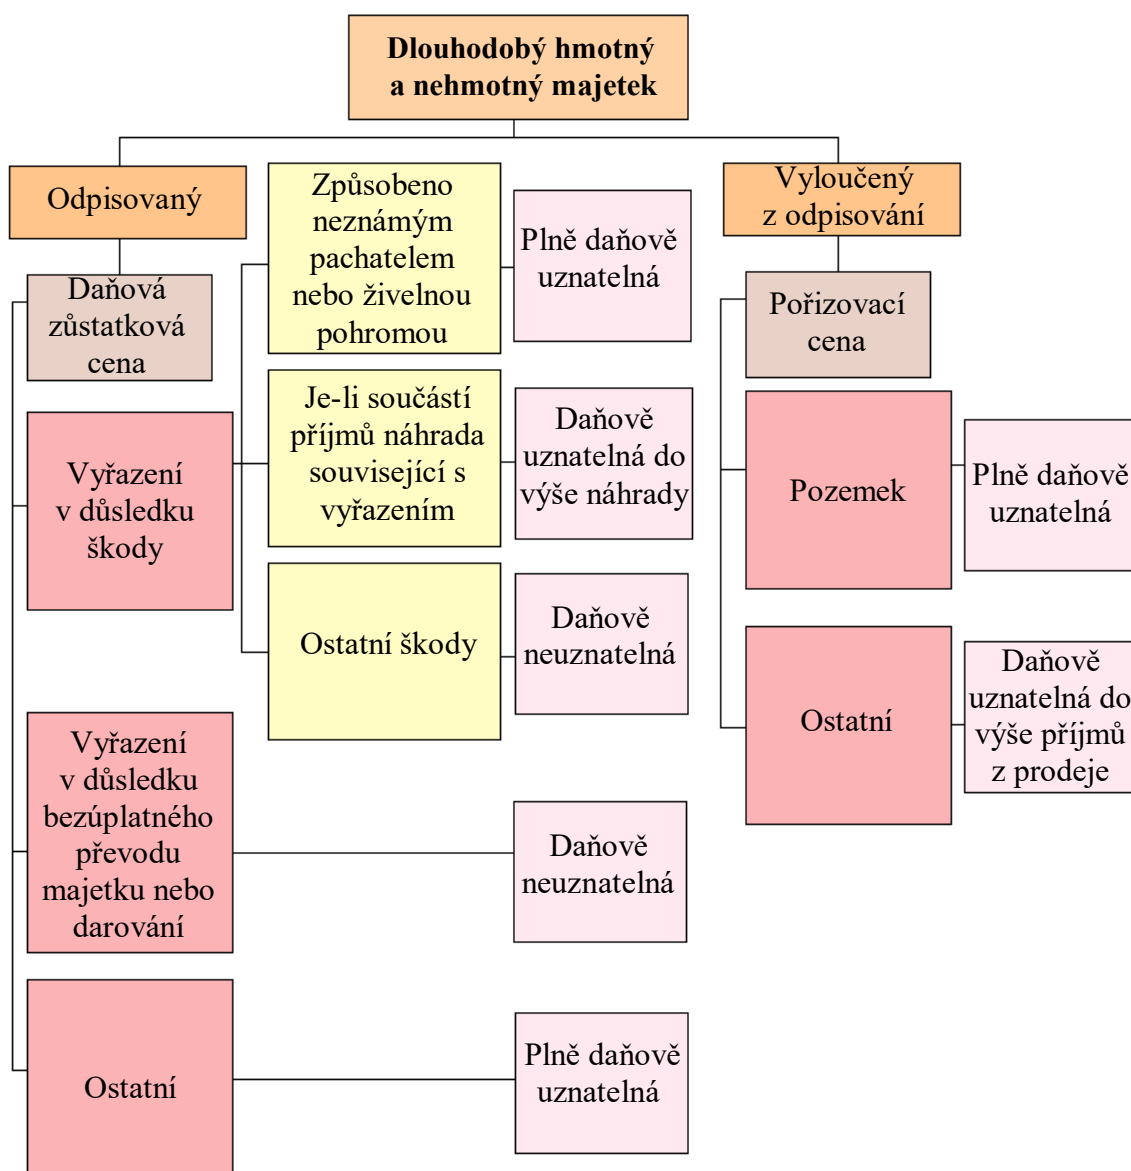 Dlouhodobý hmotný
a nehmotný majetek
Odpisovaný
Daňová
zůstatková
cena
Vyřazení
v důsledku
škody
Způsobeno
neznámým
pachatelem
nebo živelnou
pohromou
Plně daňově
uznatelná
Je-li součástí
příjmů náhrada
související s
vyřazením
Daňově
uznatelná do
výše náhrady
Ostatní škody
Daňově
neuznatelná
Vyřazení
v důsledku
bezúplatného
převodu
majetku nebo
darování
Daňově
neuznatelná
Ostatní
Plně daňově
uznatelná
Vyloučený
z odpisování
Pořizovací
cena
Pozemek
Plně daňově
uznatelná
Ostatní
Daňově
uznatelná do
výše příjmů
z prodeje